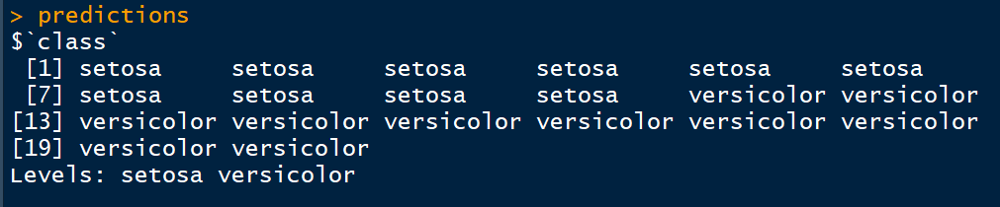 > predictions
$`class`
 [1] setosa     setosa     setosa     setosa     setosa     setosa
 [7] setosa     setosa     setosa     setosa     versicolor versicolor
[13] versicolor versicolor versicolor versicolor versicolor versicolor
[19] versicolor versicolor
Levels: setosa versicolor